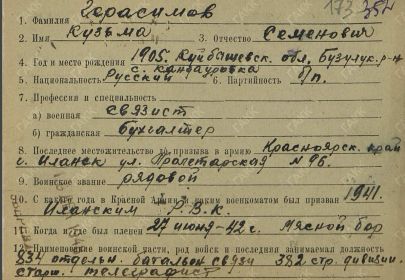 173 352
1. Фамилия Герасимов
2. Имя Кузьма 3. Отчество Семенович
4. Год и место рождения 1905. Куйбышевск. обл. Бузулук. р-н
с. Кандауровка
5. Национальность Русский 6. Партийность б/п.
7. Профессия и специальность
а) военная связист
б) гражданская бухгалтер
8. Последнее местожительство до призыва в армию Красноярск. край
г. Иланск ул. Пролетарская № 96.
9. Воинское звание рядовой
10. С какого года в Красной Армии и каким военкоматом был призван 1941.
Иланским Р.В.К.
11. Когда и где был пленен 27 июня-42 г. Мясной бор
12. Наименование воинской части, род войск и последняя занимаемая должность
834 отдельн. батальон связи 382 стр. дивизии.
старш. телеграфист